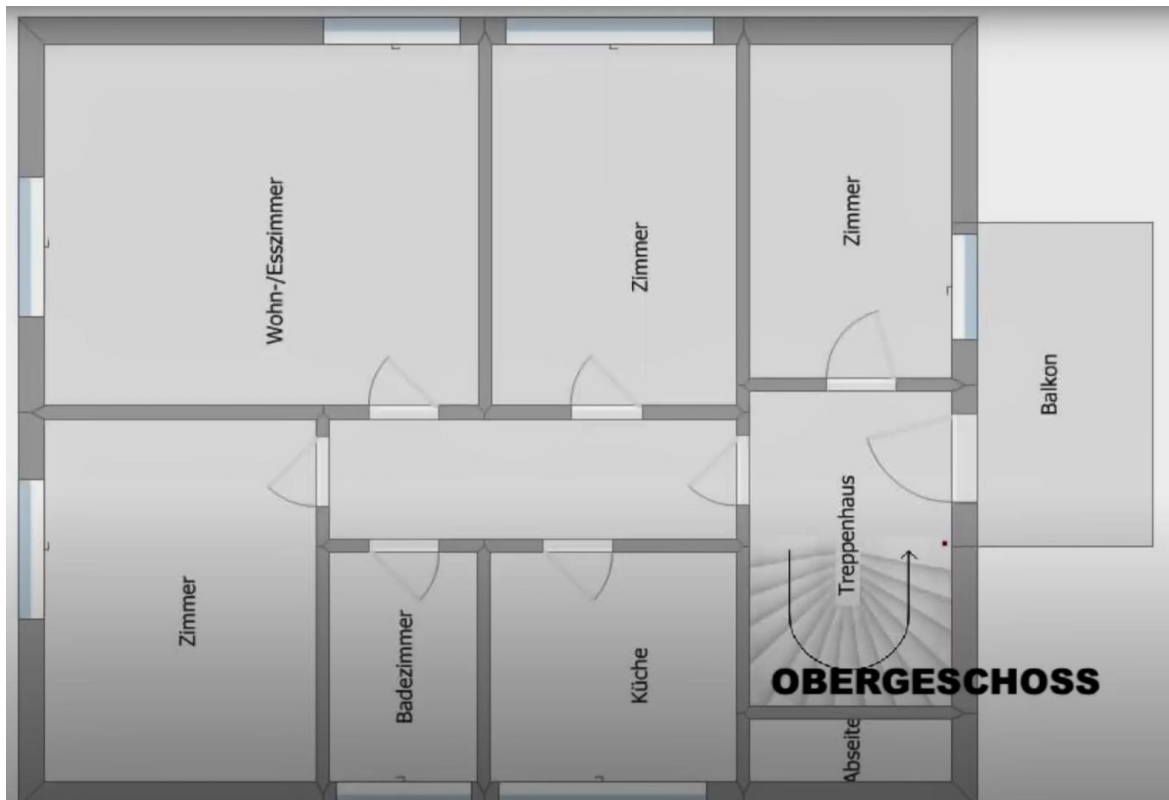 Wohn-/Esszimmer
Zimmer
Zimmer
Balkon
Treppenhaus
Zimmer
Badezimmer
Küche
OBERGESCHOSS
Abseite